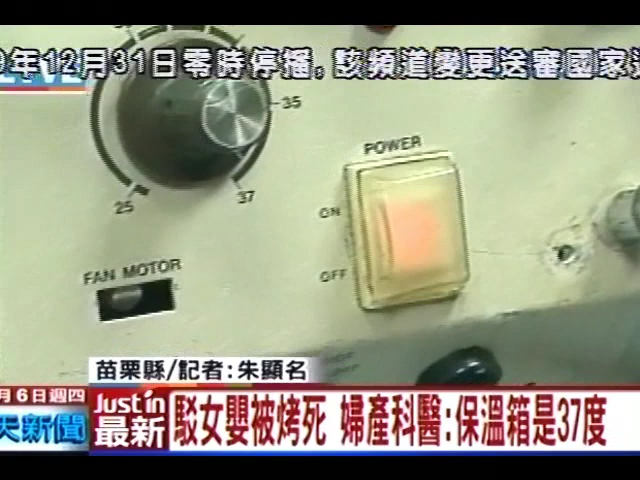 年12月31日零時停播,該頻道變更送審國家
LIVE
35
37
25
POWER
ON
OFF
FAN MOTOR
苗栗縣/記者:朱顯名
月6日週四
Just in
最新
駁女嬰被烤死 婦產科醫:保溫箱是37度
天新聞